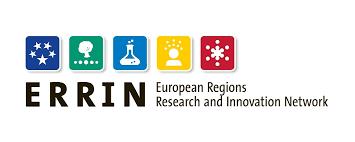 ERRIN
European Regions
Research and Innovation Network